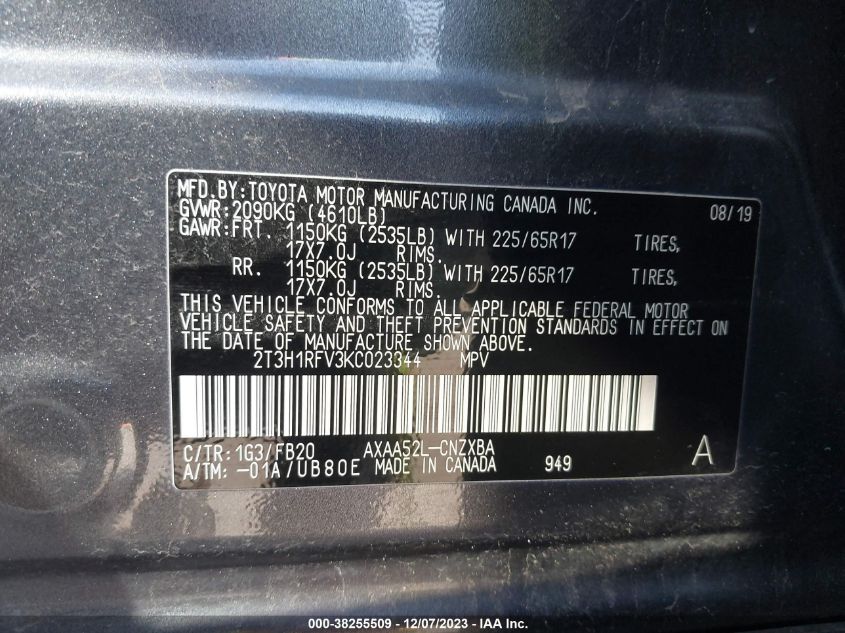 MFD.BY:TOYOTA MOTOR MANUFACTURING CANADA INC. 08/19
GVWR:2090KG (4610LB)
GAWR:FRT. 1150KG (2535LB) WITH 225/65R17 TIRES,
17X7.0J RIMS.
RR. 1150KG (2535LB) WITH 225/65R17 TIRES,
17X7.0J RIMS.
THIS VEHICLE CONFORMS TO ALL APPLICABLE FEDERAL MOTOR
VEHICLE SAFETY AND THEFT PREVENTION STANDARDS IN EFFECT ON
THE DATE OF MANUFACTURE SHOWN ABOVE.
2T3H1RFV3KC023344 MPV
C/TR:1G3/FB20 AXAA52L-CNZXBA
A/TM:-01A/UB80E MADE IN CANADA 949 A
000-38255509 - 12/07/2023 - IAA Inc.